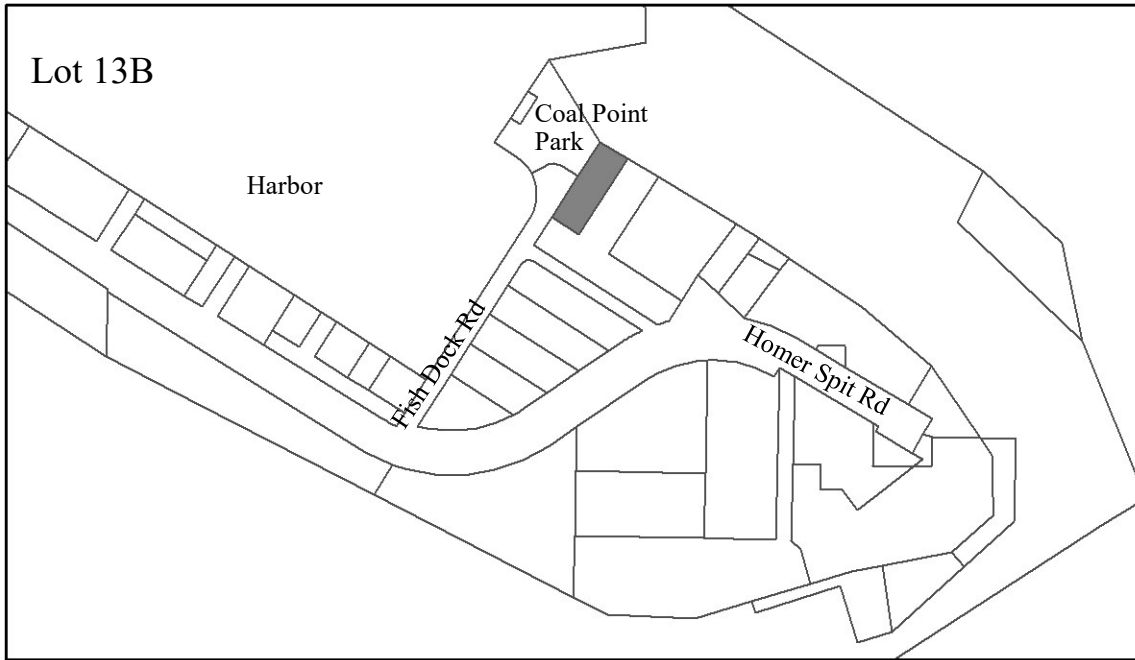 Lot 13B
Coal Point
Park
Harbor
Fish Dock Rd
Homer Spit Rd